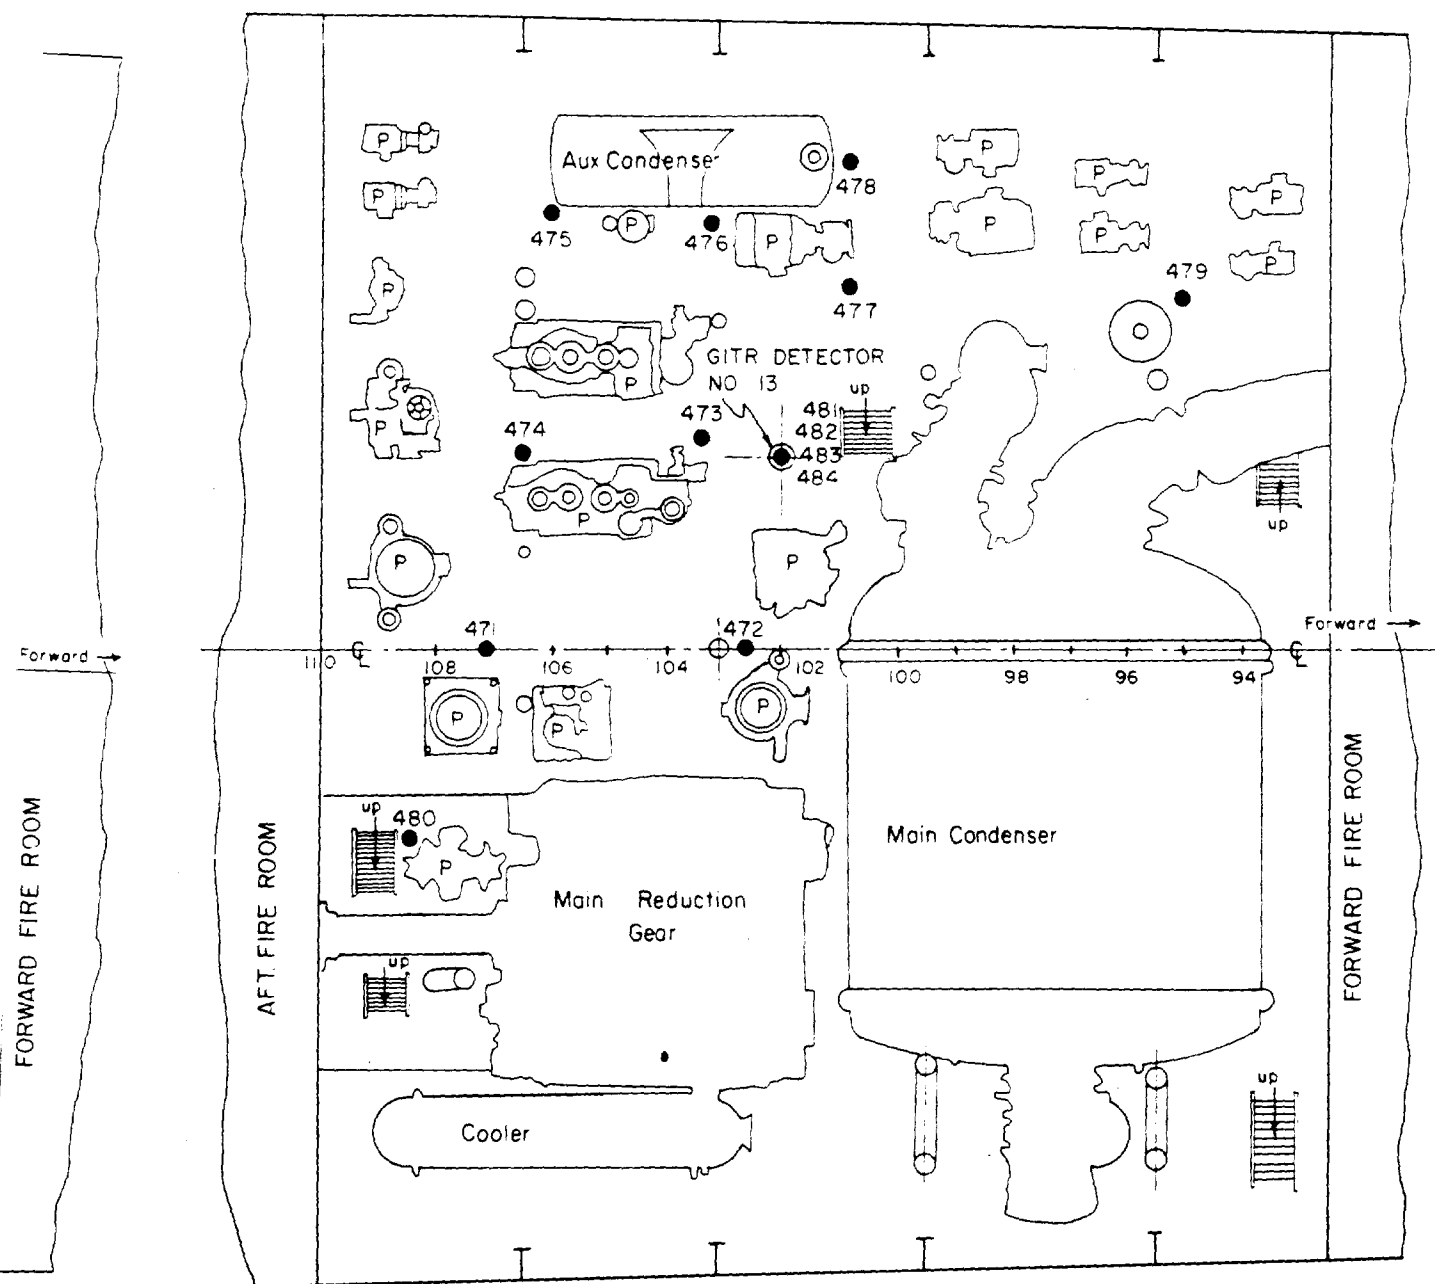 P
Aux Condenser
P
P
P
P
478
P
P
475
P
476
P
P
P
P
479
P
477
GITR DETECTOR
NO 13
P
up
473
481
474
482
P
483
484
P
up
P
P
471
472
Forward
Forward
110
℄
108
106
104
102
100
98
96
94
℄
P
P
P
up
480
P
Main Condenser
Main Reduction
Gear
FORWARD FIRE ROOM
AFT. FIRE ROOM
FORWARD FIRE ROOM
up
up
Cooler